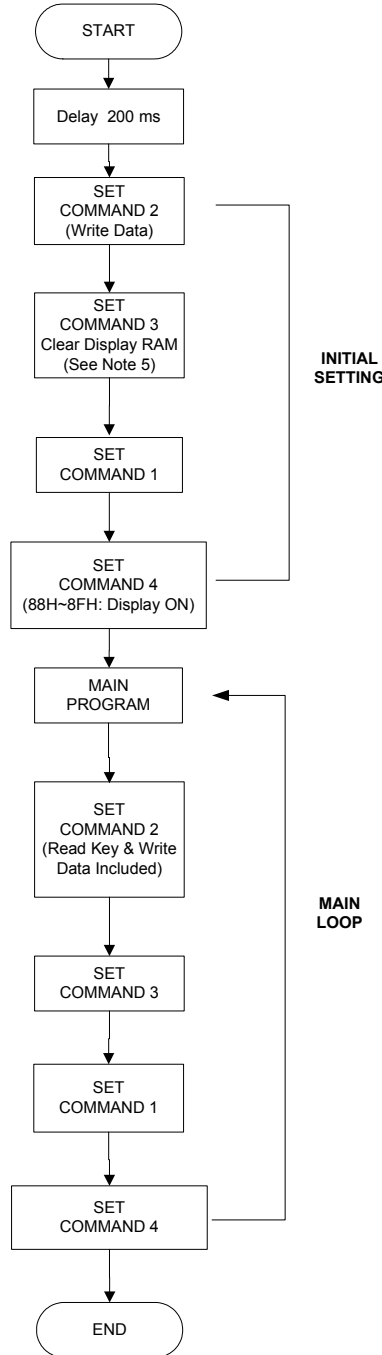 START
Delay 200 ms
SET
COMMAND 2
(Write Data)
SET
COMMAND 3
Clear Display RAM
(See Note 5)
INITIAL
SETTING
SET
COMMAND 1
SET
COMMAND 4
(88H~8FH: Display ON)
MAIN
PROGRAM
SET
COMMAND 2
(Read Key & Write
Data Included)
MAIN
LOOP
SET
COMMAND 3
SET
COMMAND 1
SET
COMMAND 4
END